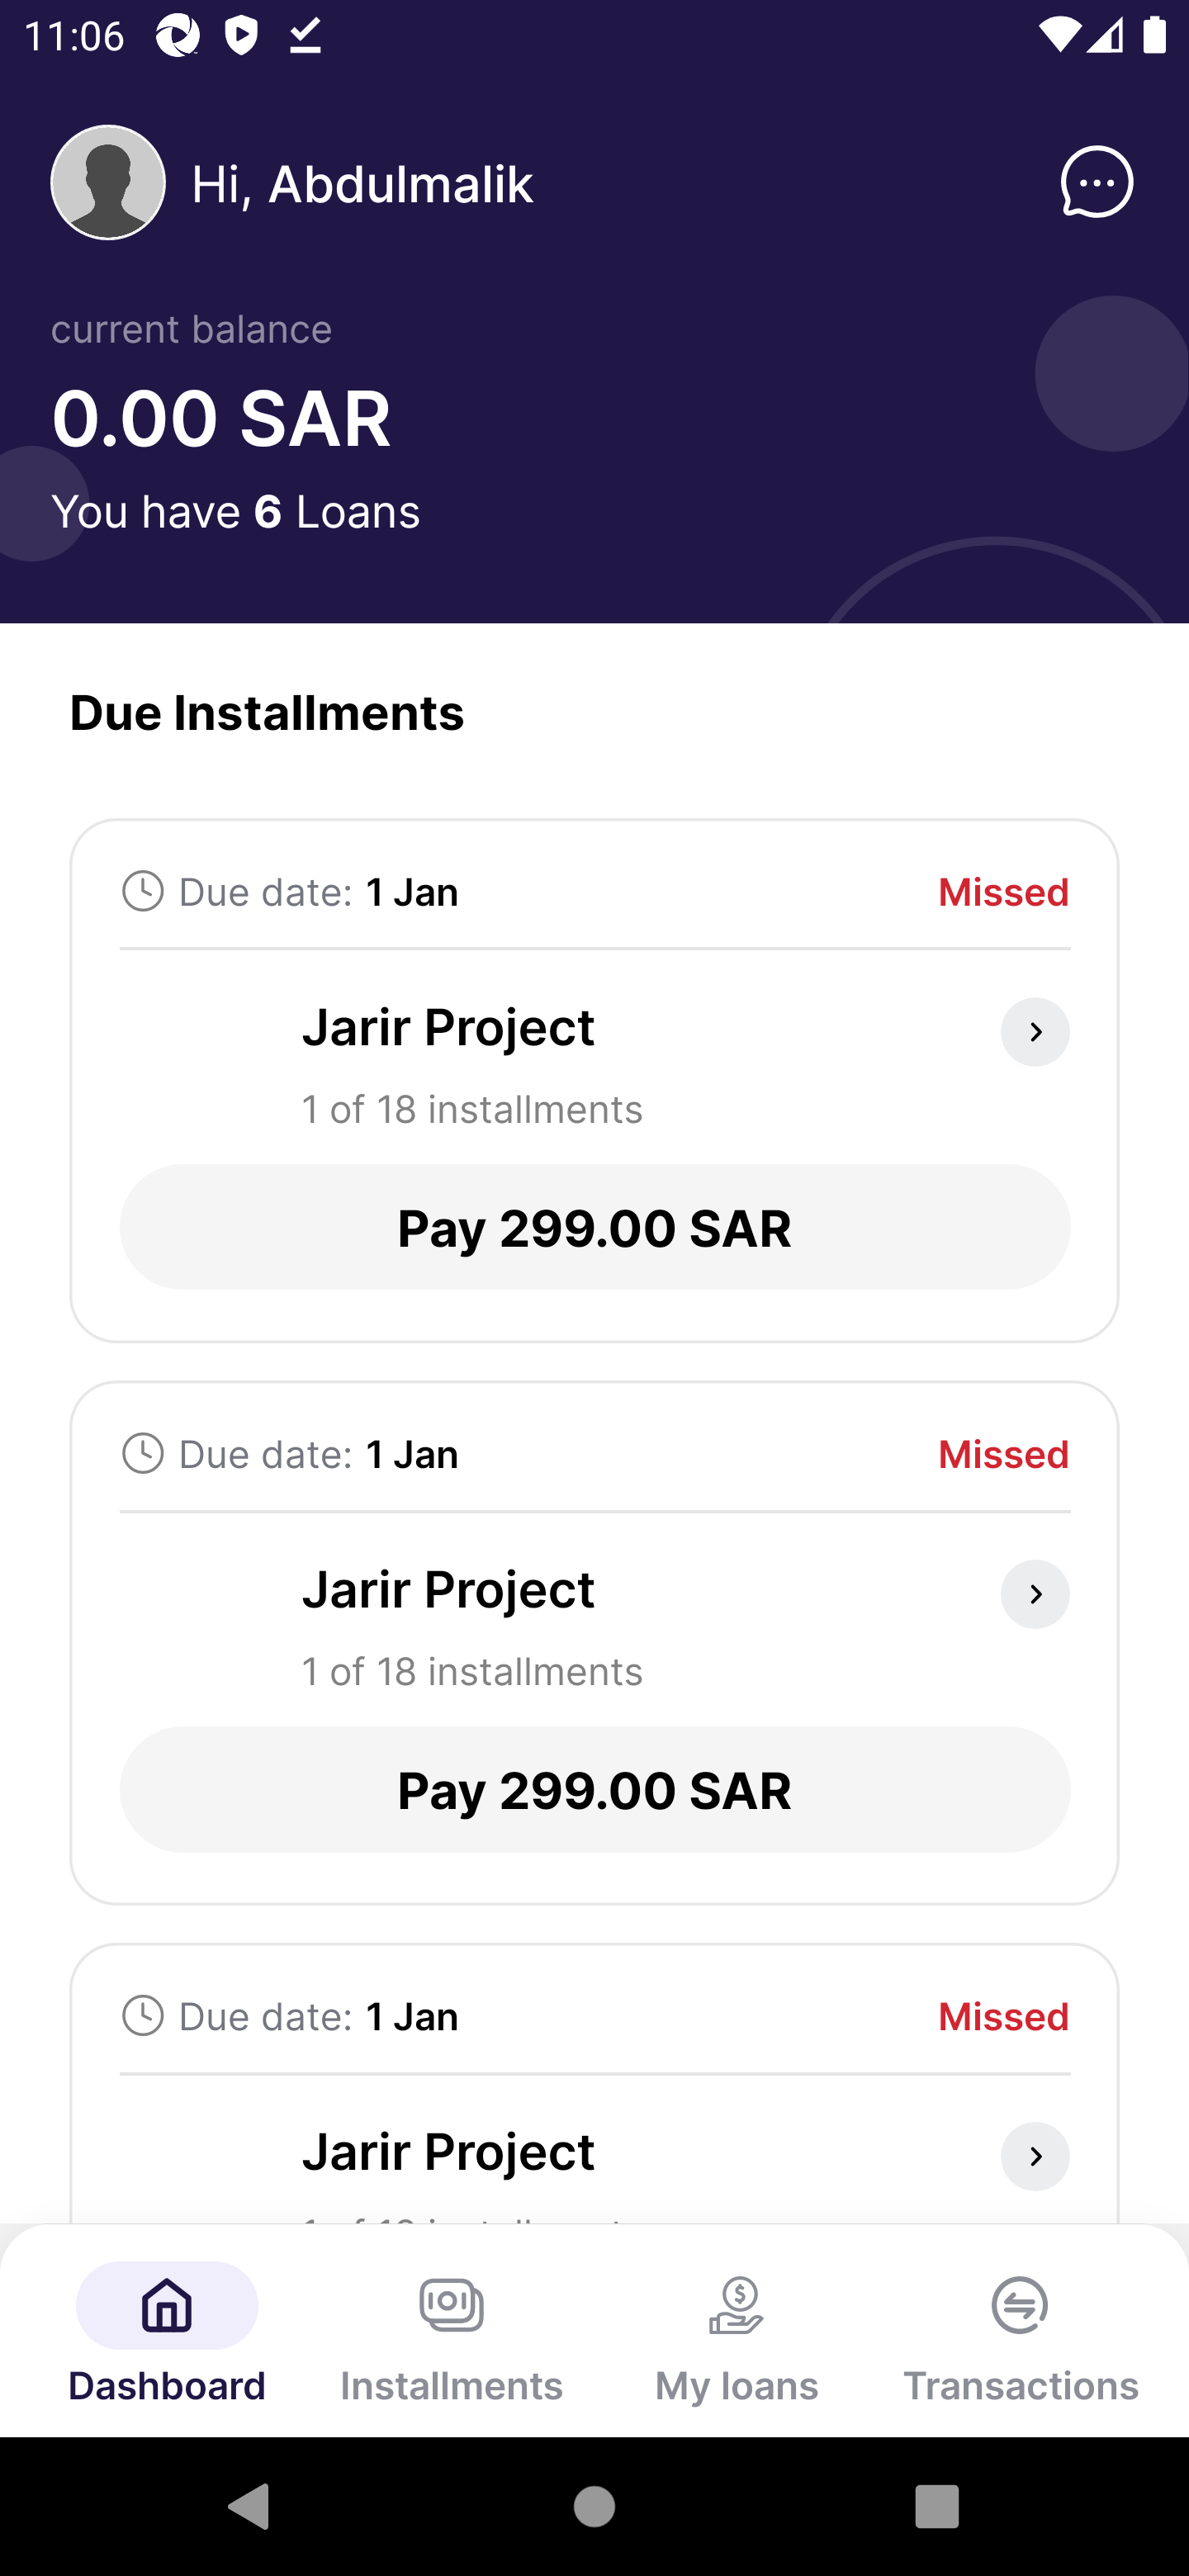 11:06
Hi, Abdulmalik
current balance
0.00 SAR
You have 6 Loans
Due Installments
Due date: 1 Jan Missed
Jarir Project
1 of 18 installments
Pay 299.00 SAR
Due date: 1 Jan Missed
Jarir Project
1 of 18 installments
Pay 299.00 SAR
Due date: 1 Jan Missed
Jarir Project
Dashboard Installments My loans Transactions